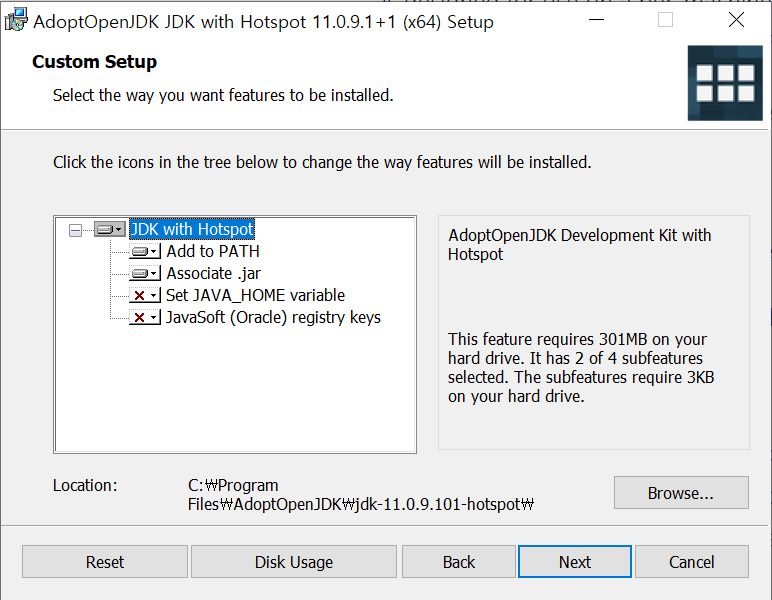 AdoptOpenJDK JDK with Hotspot 11.0.9.1+1 (x64) Setup
Custom Setup
Select the way you want features to be installed.
Click the icons in the tree below to change the way features will be installed.
JDK with Hotspot
Add to PATH
Associate .jar
Set JAVA_HOME variable
JavaSoft (Oracle) registry keys
AdoptOpenJDK Development Kit with
Hotspot
This feature requires 301MB on your
hard drive. It has 2 of 4 subfeatures
selected. The subfeatures require 3KB
on your hard drive.
Location:
C:₩Program
Files₩AdoptOpenJDK₩jdk-11.0.9.101-hotspot₩
Browse...
Reset
Disk Usage
Back
Next
Cancel